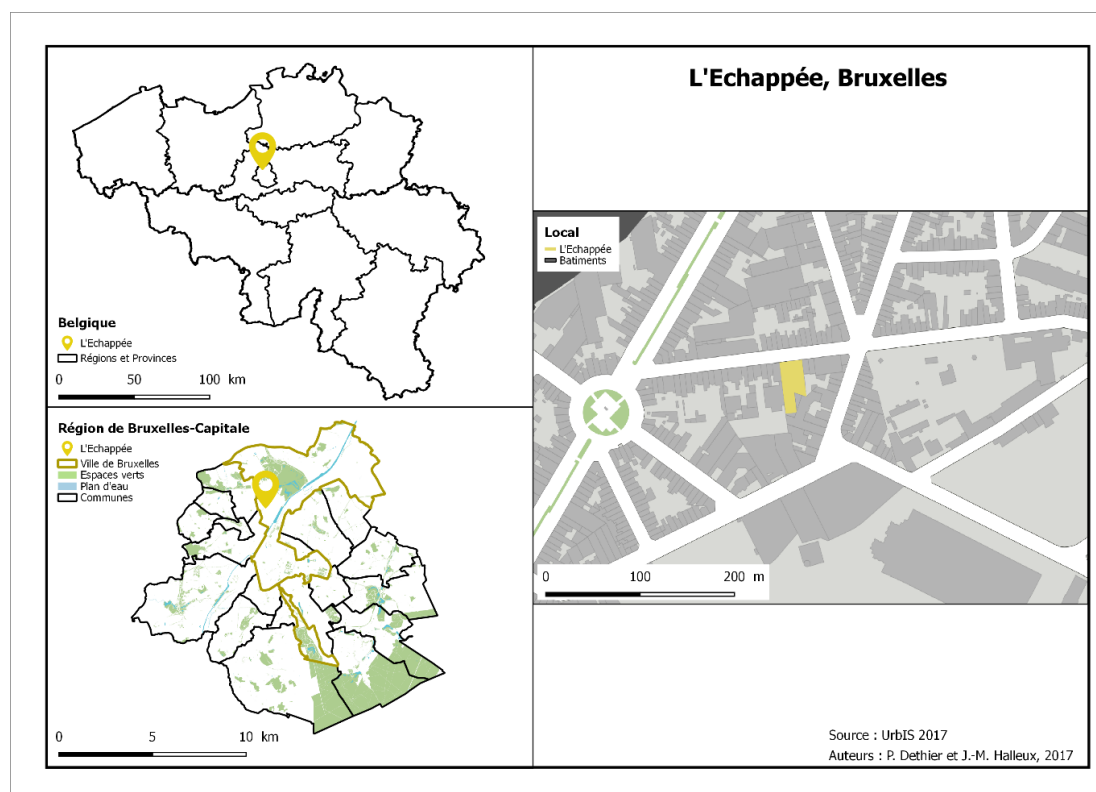 L'Echappée, Bruxelles
Belgique
L'Echappée
Régions et Provinces
0 50 100 km
Région de Bruxelles-Capitale
L'Echappée
Ville de Bruxelles
Espaces verts
Plan d'eau
Communes
0 5 10 km
Local
L'Echappée
Batiments
0 100 200 m
Source : UrbIS 2017
Auteurs : P. Dethier et J.-M. Halleux, 2017